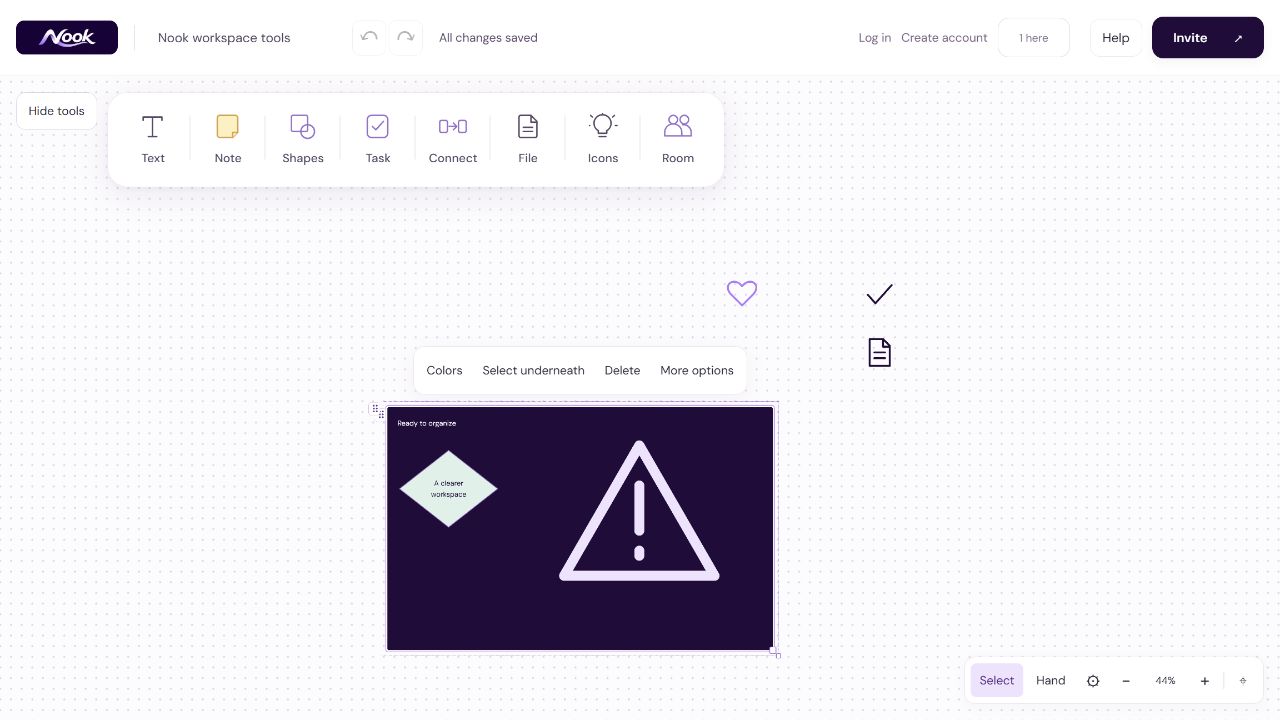 Nook
Nook workspace tools
All changes saved
Log in
Create account
1 here
Help
Invite ↗
Hide tools
Text
Note
Shapes
Task
Connect
File
Icons
Room
Colors
Select underneath
Delete
More options
Ready to organize
A clearer
workspace
Select
Hand
−
44%
+